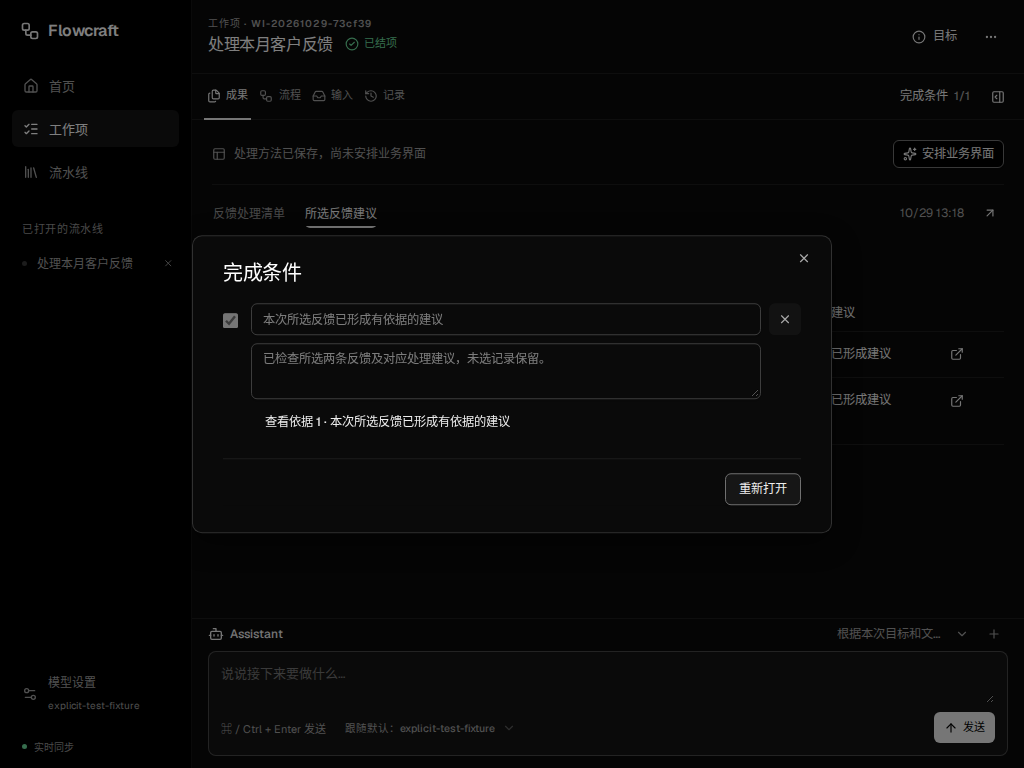 Flowcraft
首页
工作项
流水线
已打开的流水线
处理本月客户反馈
模型设置
explicit-test-fixture
实时同步
工作项 · WI-20261029-73cf39
处理本月客户反馈 已结项
目标
成果 流程 输入 记录
完成条件 1/1
处理方法已保存，尚未安排业务界面
安排业务界面
反馈处理清单 所选反馈建议
10/29 13:18
建议
已形成建议
已形成建议
完成条件
本次所选反馈已形成有依据的建议
已检查所选两条反馈及对应处理建议，未选记录保留。
查看依据 1 · 本次所选反馈已形成有依据的建议
重新打开
Assistant
根据本次目标和文...
说说接下来要做什么...
⌘ / Ctrl + Enter 发送
跟随默认：explicit-test-fixture
发送